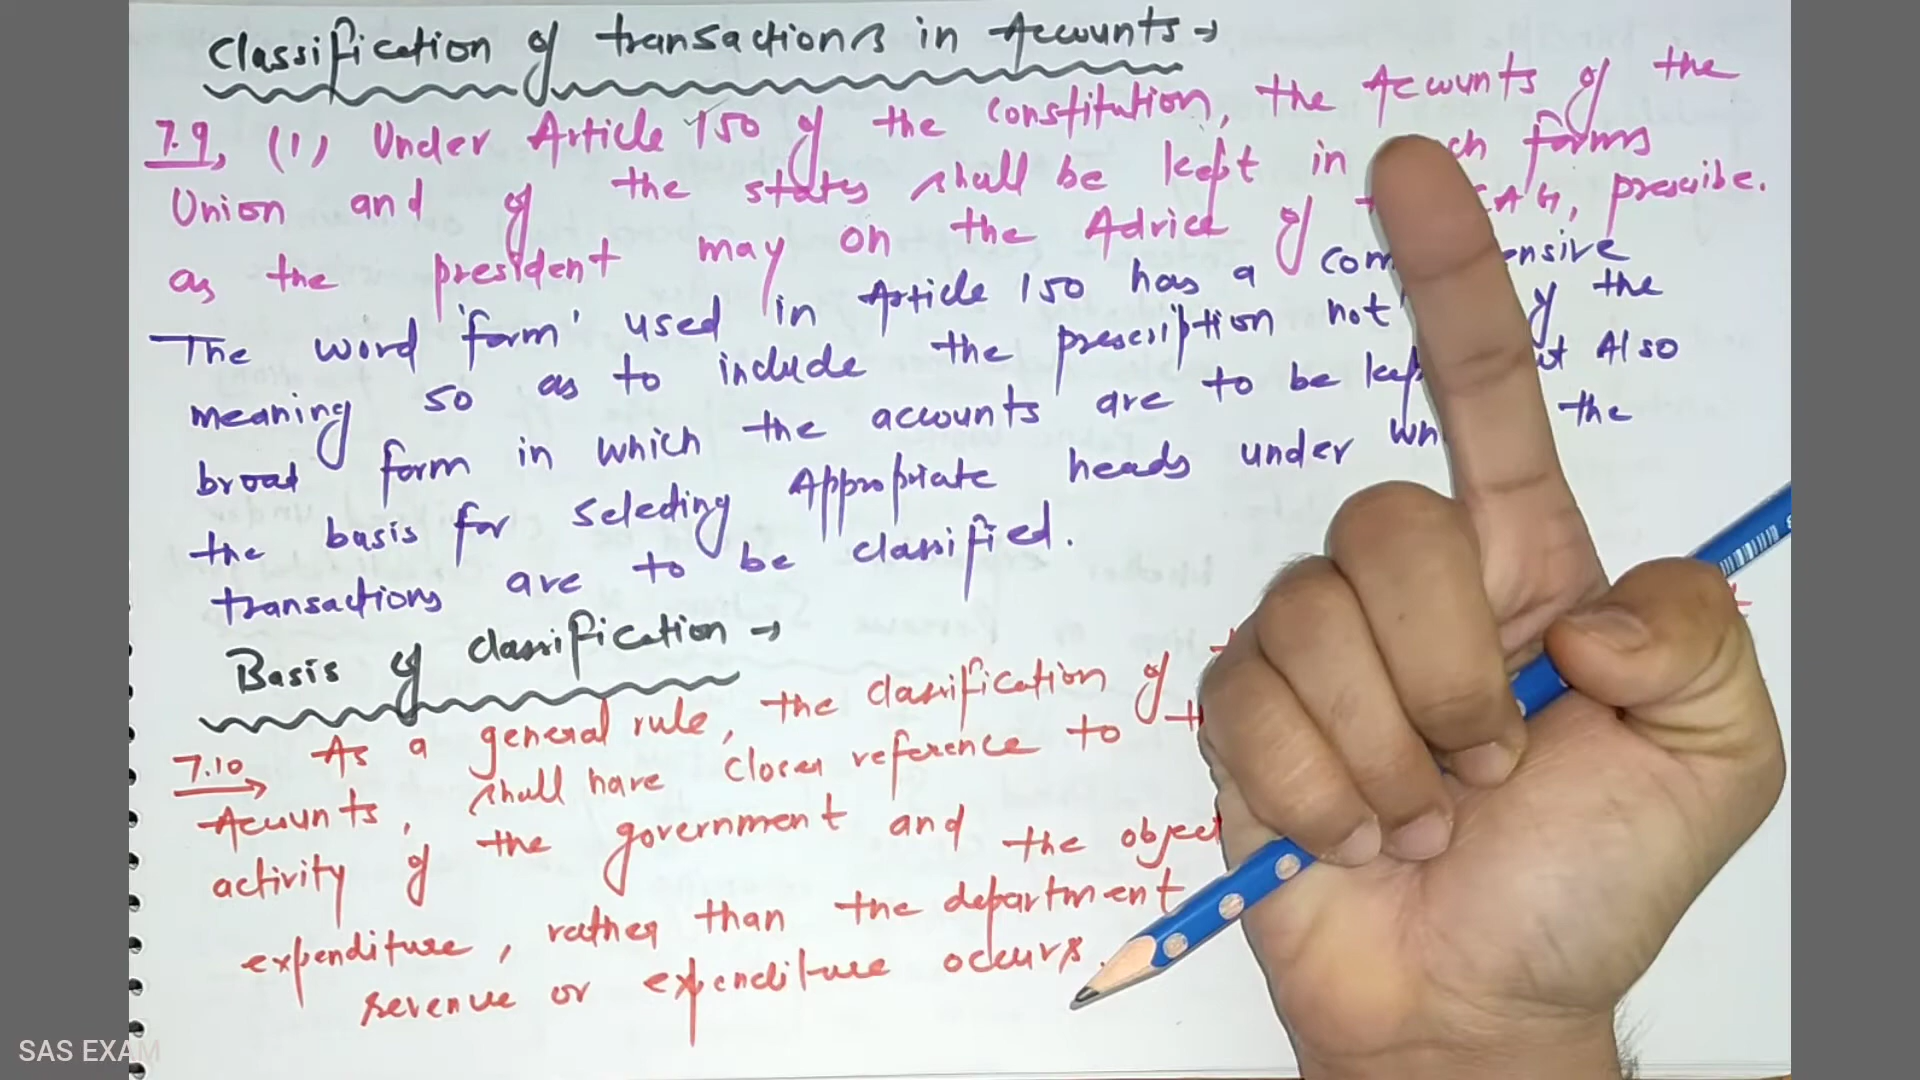 Classification of transactions in Accounts →
7.9, (1), Under Article 150 of the constitution, the Accounts of the
Union and of the states shall be kept in forms
as the president may on the Advice of CAG, prescribe.
The word 'form' used in Article 150 has a
meaning so as to include the prescription not the
broad form in which the accounts are to be Also
the basis for selecting Appropriate heads under the
transactions are to be classified.
Basis of classification →
7.10 As a general rule, the classification of
Accounts, shall have closer reference to
activity of the government and the object
expenditure, rather than the department
revenue or expenditure occurs.
SAS EXAM